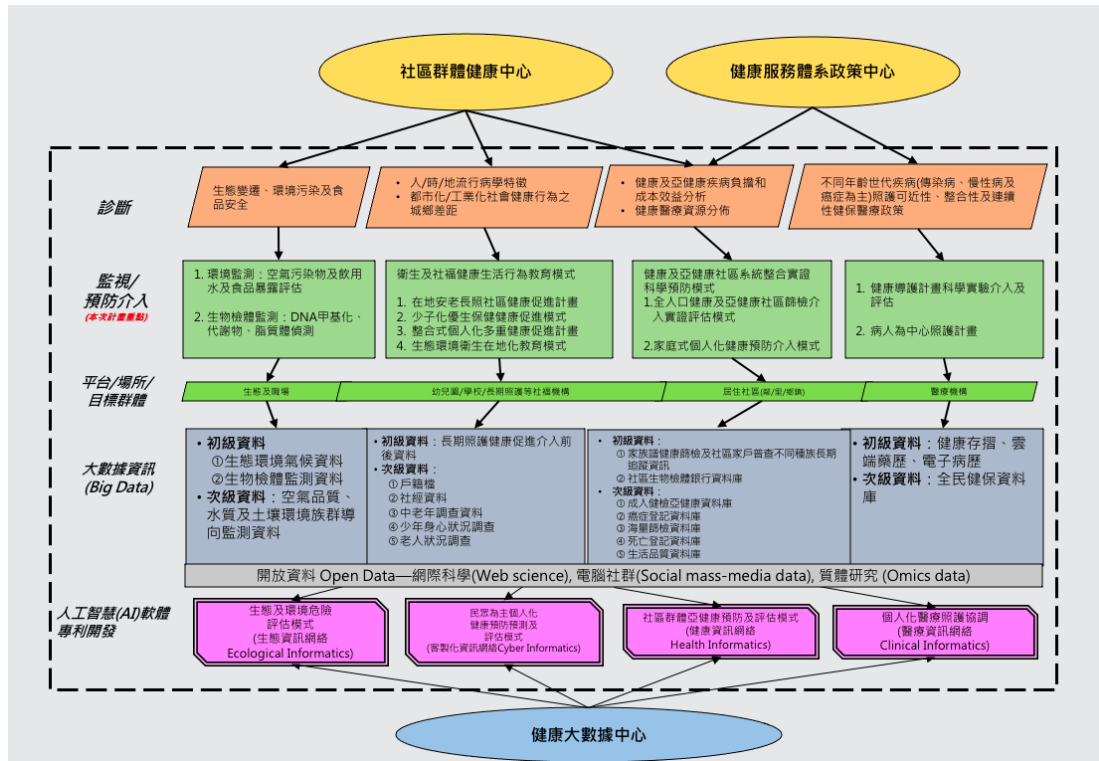 社區群體健康中心
健康服務體系政策中心
診斷
生態變遷、環境污染及食
品安全
• 人/時/地流行病學特徵
• 都市化/工業化社會健康行為之
城鄉差距
• 健康及亞健康疾病負擔和
成本效益分析
• 健康醫療資源分佈
不同年齡世代疾病(傳染病、慢性病及
癌症為主)照護可近性、整合性及連續
性健保醫療政策
監視/
預防介入
(本次計畫重點)
1. 環境監測：空氣污染物及飲用
水及食品暴露評估
2. 生物檢體監測：DNA甲基化、
代謝物、脂質體偵測
衛生及社福健康生活行為教育模式
1. 在地安老長照社區健康促進計畫
2. 少子化優生保健健康促進模式
3. 整合式個人化多重健康促進計畫
4. 生態環境衛生在地化教育模式
健康及亞健康社區系統整合實證
科學預防模式
1.全人口健康及亞健康社區篩檢介
入實證評估模式
2.家庭式個人化健康預防介入模式
1. 健康導護計畫科學實驗介入及
評估
2. 病人為中心照護計畫
平台/場所/
目標群體
生態及職場
幼兒園/學校/長期照護等社福機構
居住社區(鄰/里/鄉鎮)
醫療機構
大數據資訊
(Big Data)
• 初級資料
①生態環境氣候資料
②生物檢體監測資料
• 次級資料：空氣品質、
水質及土壤環境族群導
向監測資料
• 初級資料：長期照護健康促進介入前
後資料
• 次級資料：
①戶籍檔
②社經資料
③中老年調查資料
④少年身心狀況調查
⑤老人狀況調查
• 初級資料：
① 家族譜健康篩檢及社區家戶普查不同種族長期
追蹤資訊
② 社區生物檢體銀行資料庫
• 次級資料：
① 成人健檢亞健康資料庫
② 癌症登記資料庫
③ 海量篩檢資料庫
④ 死亡登記資料庫
⑤ 生活品質資料庫
• 初級資料：健康存摺、雲
端藥歷、電子病歷
• 次級資料：全民健保資料
庫
開放資料 Open Data—網際科學(Web science), 電腦社群(Social mass-media data), 質體研究 (Omics data)
人工智慧(AI)軟體
專利開發
生態及環境危險
評估模式
(生態資訊網絡
Ecological Informatics)
民眾為主個人化
健康預防預測及
評估模式
(客製化資訊網絡Cyber Informatics)
社區群體亞健康預防及評估模式
(健康資訊網絡
Health Informatics)
個人化醫療照護協調
(醫療資訊網絡
Clinical Informatics)
健康大數據中心